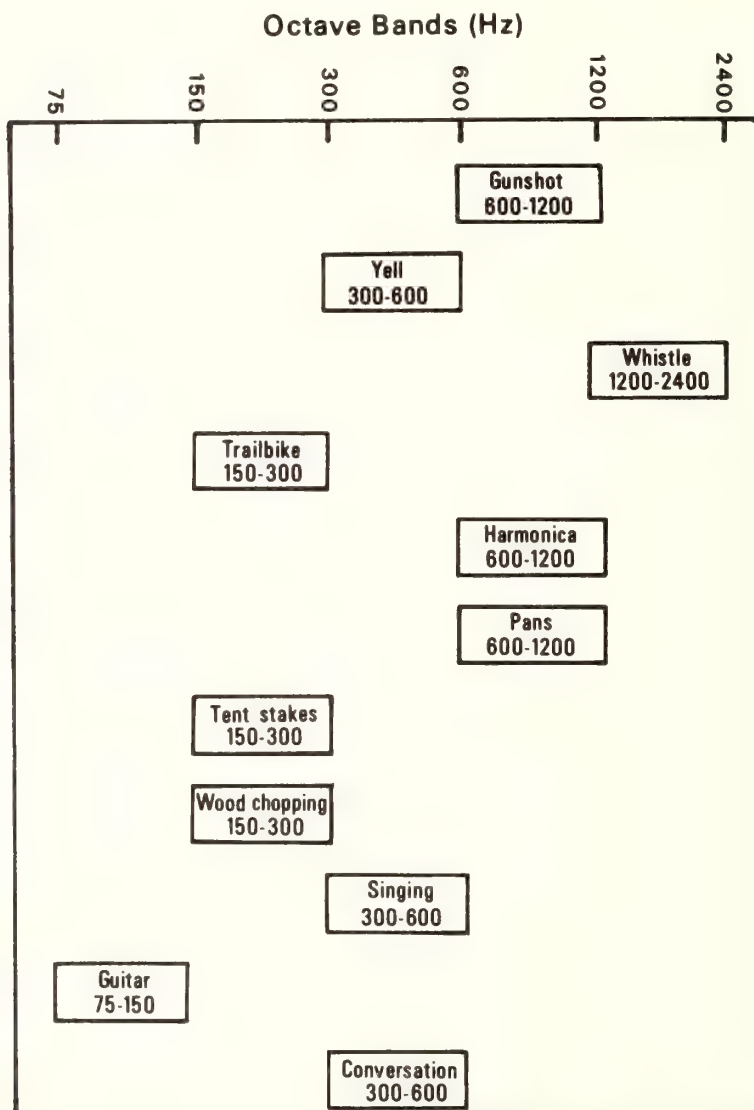 Octave Bands (Hz)
75 150 300 600 1200 2400
Gunshot
600-1200
Yell
300-600
Whistle
1200-2400
Trailbike
150-300
Harmonica
600-1200
Pans
600-1200
Tent stakes
150-300
Wood chopping
150-300
Singing
300-600
Guitar
75-150
Conversation
300-600